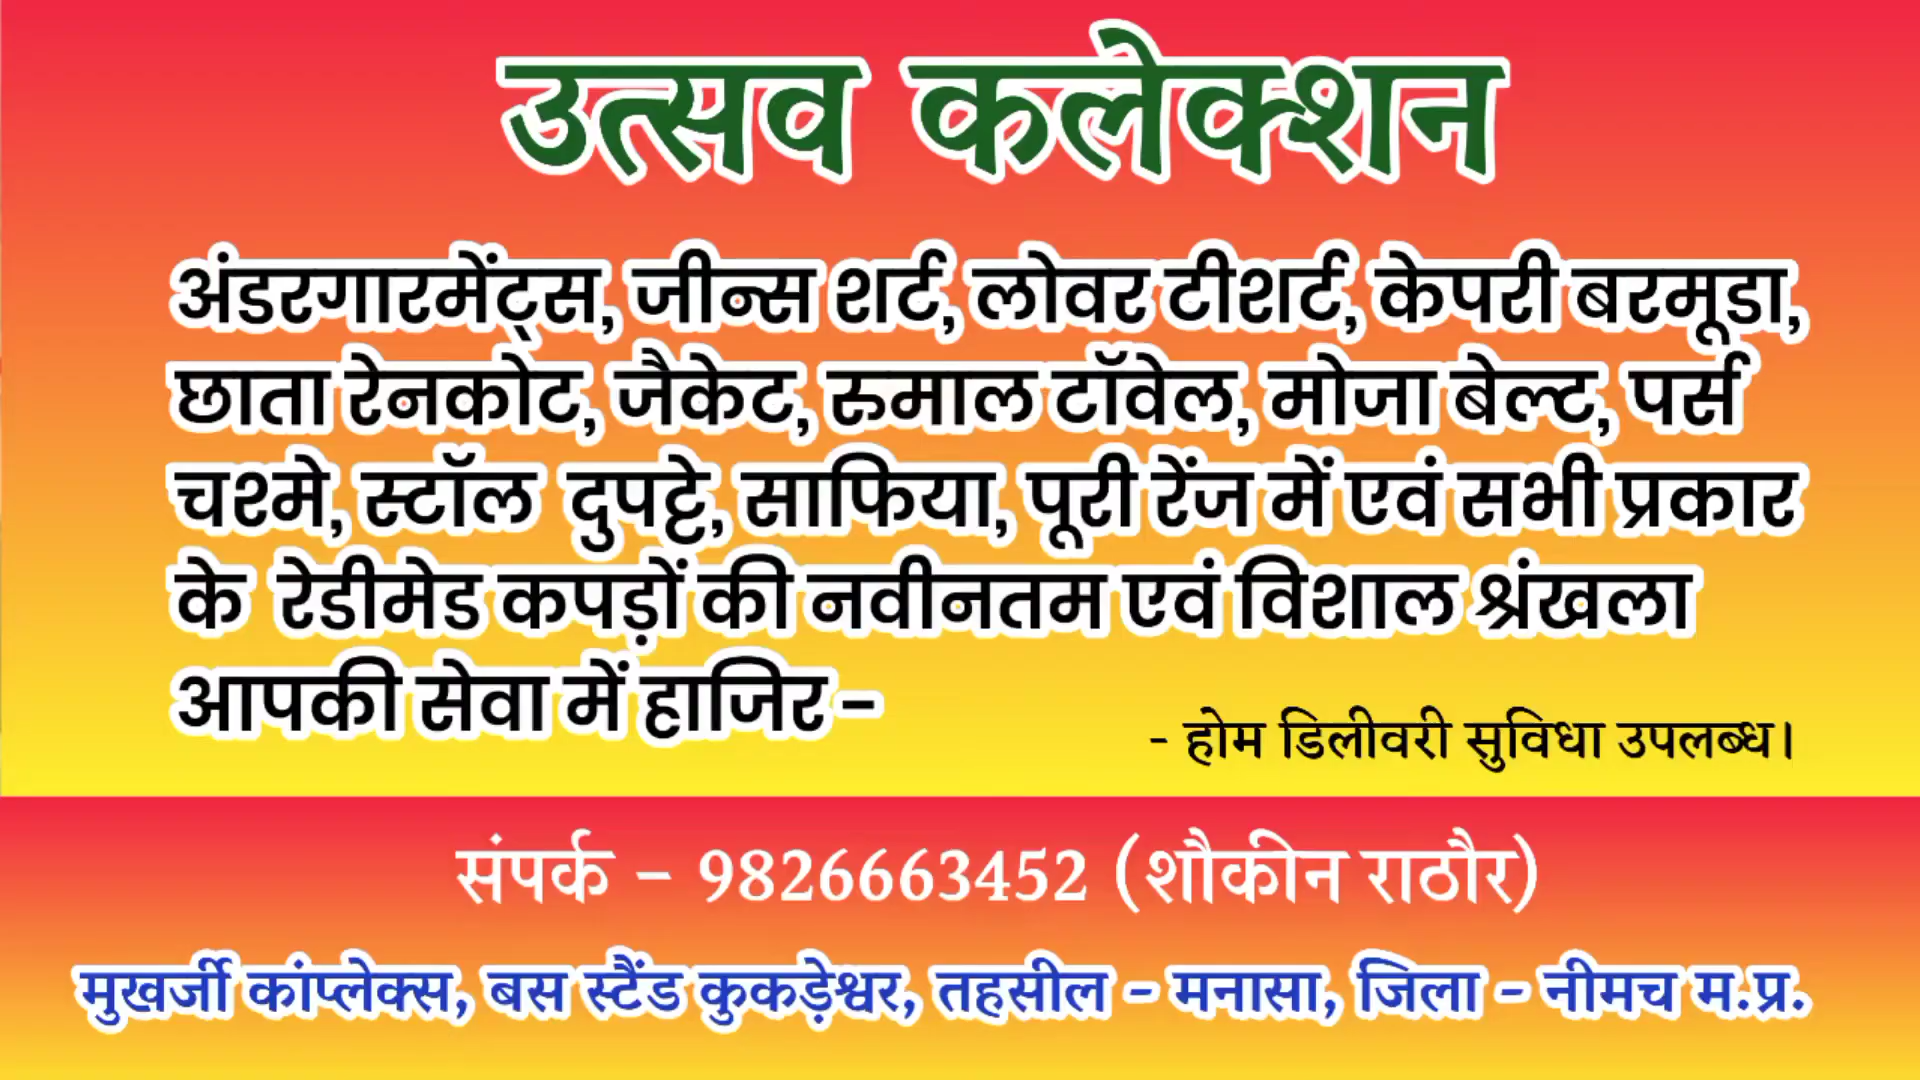 उत्सव कलेक्शन
अंडरगारमेंट्स, जीन्स शर्ट, लोवर टीशर्ट, केपरी बरमूडा,
छाता रेनकोट, जैकेट, रुमाल टॉवेल, मोजा बेल्ट, पर्स
चश्मे, स्टॉल दुपट्टे, साफिया, पूरी रेंज में एवं सभी प्रकार
के रेडीमेड कपड़ों की नवीनतम एवं विशाल श्रंखला
आपकी सेवा में हाजिर –
- होम डिलीवरी सुविधा उपलब्ध।
संपर्क – 9826663452 (शौकीन राठौर)
मुखर्जी कांप्लेक्स, बस स्टैंड कुकड़ेश्वर, तहसील - मनासा, जिला - नीमच म.प्र.